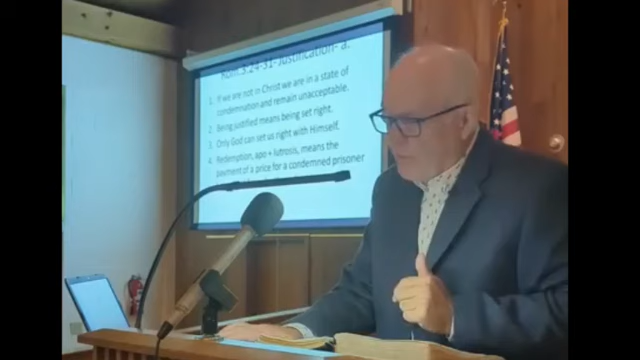 Rom.3:24-31-Justification- a.
1. If we are not in Christ we are in a state of
condemnation and remain unacceptable.
2. Being justified means being set right.
3. Only God can set us right with Himself.
4. Redemption, apo + lutrosis, means the
payment of a price for a condemned prisoner